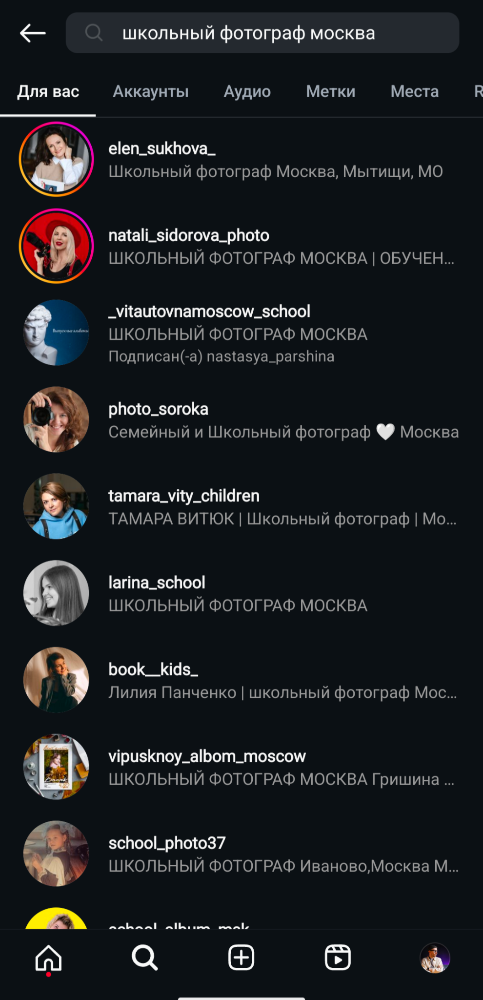 школьный фотограф москва
Для вас Аккаунты Аудио Метки Места R
elen_sukhova_
Школьный фотограф Москва, Мытищи, МО
natali_sidorova_photo
ШКОЛЬНЫЙ ФОТОГРАФ МОСКВА | ОБУЧЕН...
Выпускные альбомы
_vitautovnamoscow_school
ШКОЛЬНЫЙ ФОТОГРАФ МОСКВА
Подписан(-а) nastasya_parshina
photo_soroka
Семейный и Школьный фотограф 🤍 Москва
tamara_vity_children
ТАМАРА ВИТЮК | Школьный фотограф | Мо...
larina_school
ШКОЛЬНЫЙ ФОТОГРАФ МОСКВА
book__kids_
Лилия Панченко | школьный фотограф Мос...
vipusknoy_albom_moscow
ШКОЛЬНЫЙ ФОТОГРАФ МОСКВА Гришина ...
school_photo37
ШКОЛЬНЫЙ ФОТОГРАФ Иваново,Москва М...
school_album_msk